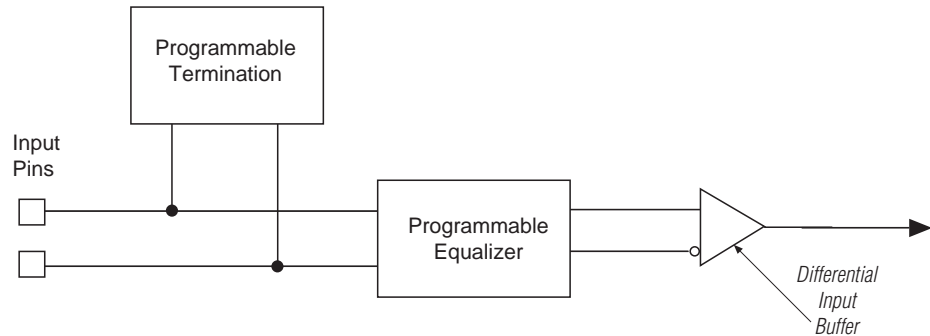 Programmable
Termination
Input
Pins
Programmable
Equalizer
Differential
Input
Buffer